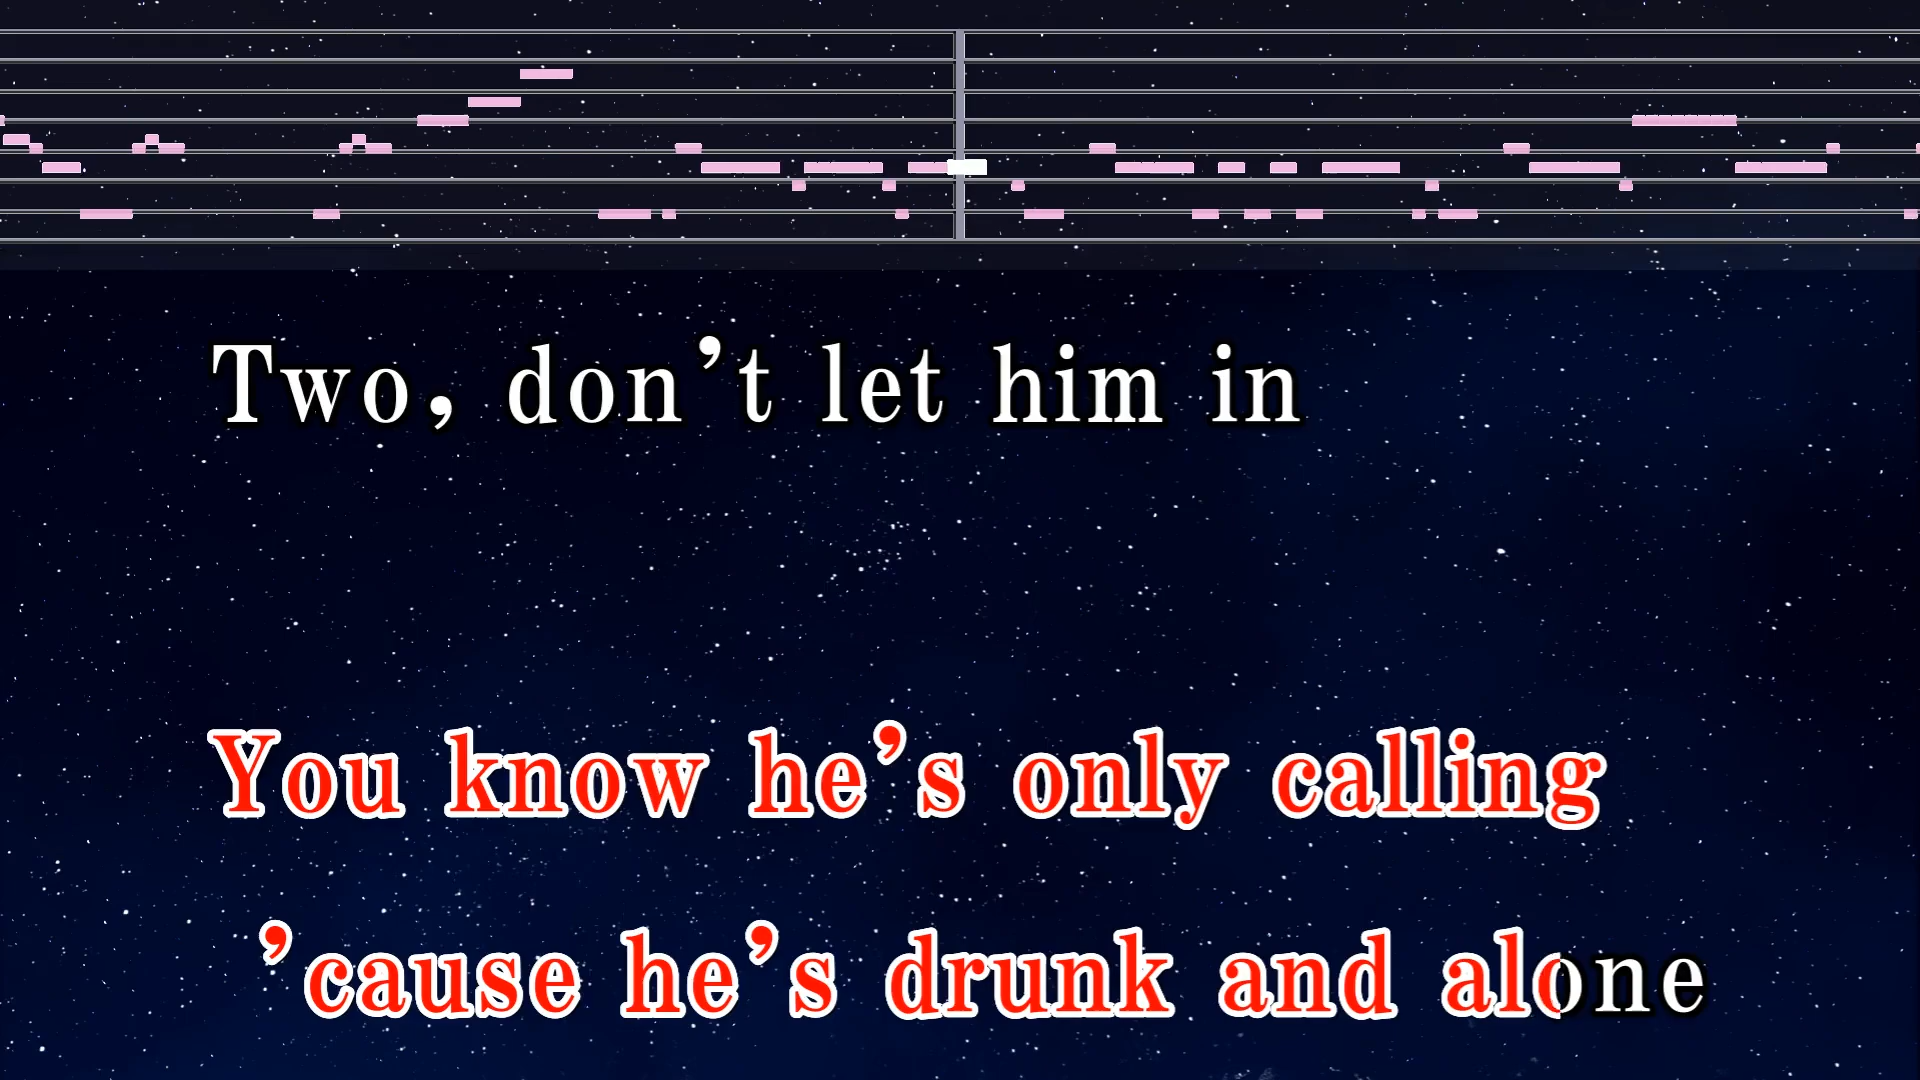 Two, don’t let him in
You know he’s only calling
’cause he’s drunk and alone